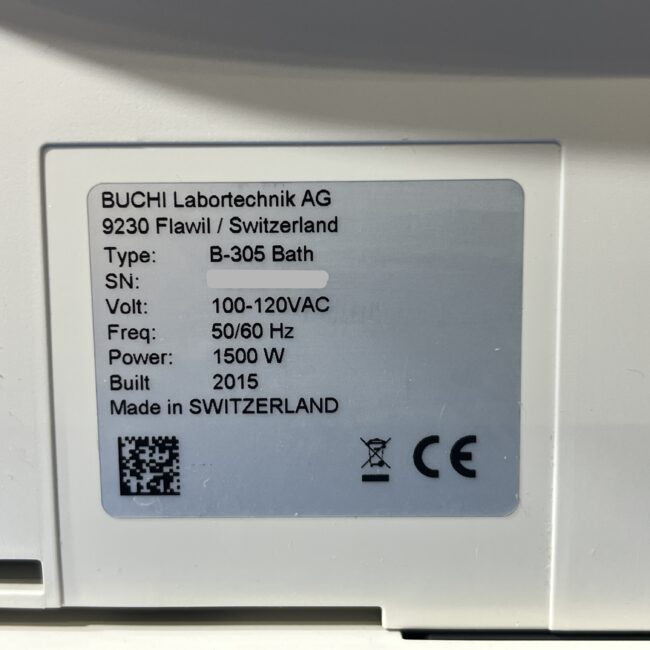 BUCHI Labortechnik AG
9230 Flawil / Switzerland
Type: B-305 Bath
SN:
Volt: 100-120VAC
Freq: 50/60 Hz
Power: 1500 W
Built 2015
Made in SWITZERLAND
CE